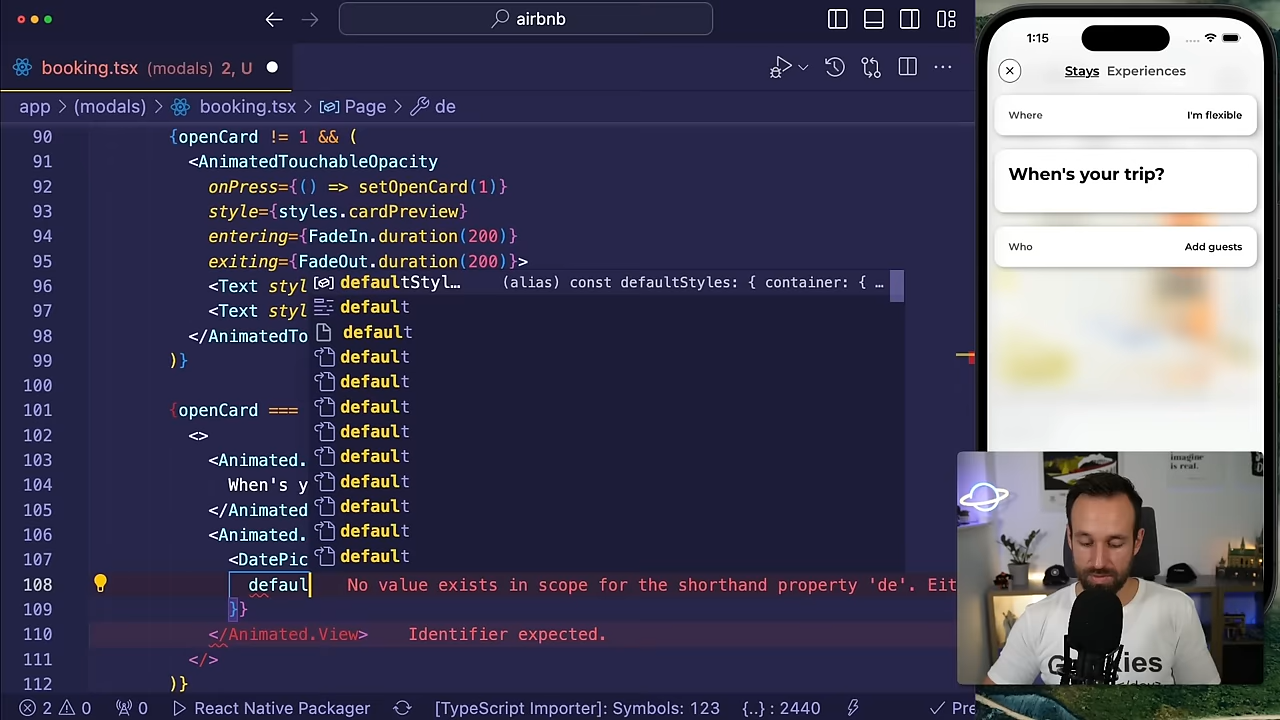 airbnb
booking.tsx (modals) 2, U
app > (modals) > booking.tsx > Page > de
90 {openCard != 1 && (
91 <AnimatedTouchableOpacity
92 onPress={() => setOpenCard(1)}
93 style={styles.cardPreview}
94 entering={FadeIn.duration(200)}
95 exiting={FadeOut.duration(200)}>
96 <Text styl
97 <Text styl
98 </AnimatedTo
99 )}
100
101 {openCard ===
102 <>
103 <Animated.
104 When's y
105 </Animated
106 <Animated.
107 <DatePic
108 defaul No value exists in scope for the shorthand property 'de'. Eit
109 }}
110 </Animated.View> Identifier expected.
111 </>
112 )}
defaultStyl… (alias) const defaultStyles: { container: { …
default
default
default
default
default
default
default
default
default
default
default
2 0 0 React Native Packager [TypeScript Importer]: Symbols: 123 {..} : 2440 Pre
1:15
Stays Experiences
Where I'm flexible
When's your trip?
Who Add guests
imagine
is real.